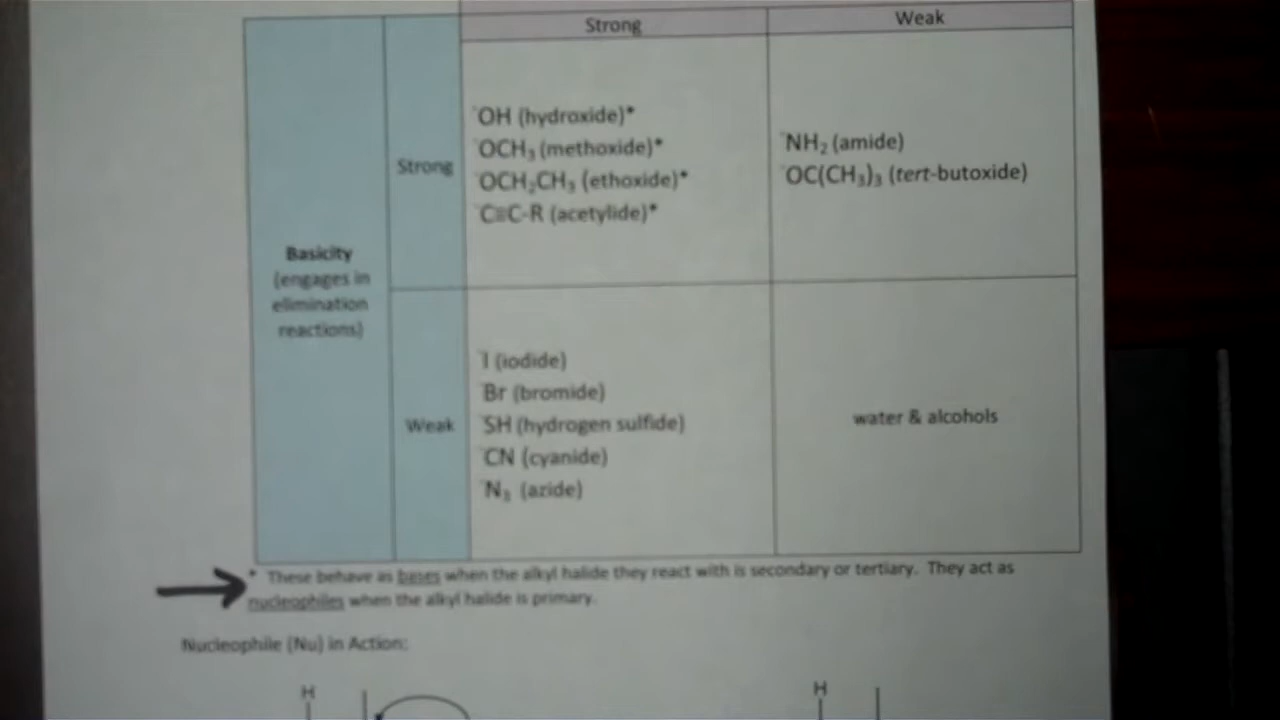 Strong
Weak
Strong
⁻OH (hydroxide)*
⁻OCH₃ (methoxide)*
⁻OCH₂CH₃ (ethoxide)*
⁻C≡C-R (acetylide)*
⁻NH₂ (amide)
⁻OC(CH₃)₃ (tert-butoxide)
Basicity
(engages in
elimination
reactions)
Weak
⁻I (iodide)
⁻Br (bromide)
⁻SH (hydrogen sulfide)
⁻CN (cyanide)
⁻N₃ (azide)
water & alcohols
* These behave as bases when the alkyl halide they react with is secondary or tertiary. They act as
nucleophiles when the alkyl halide is primary.
Nucleophile (Nu) in Action:
H
H